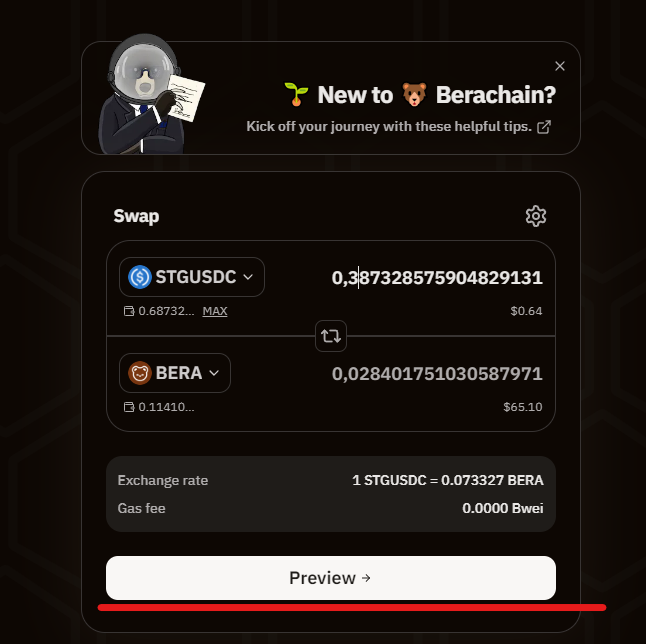 New to Berachain?
Kick off your journey with these helpful tips.
Swap
STGUSDC 0,387328575904829131
0.68732... MAX $0.64
BERA 0,028401751030587971
0.11410... $65.10
Exchange rate 1 STGUSDC = 0.073327 BERA
Gas fee 0.0000 Bwei
Preview →